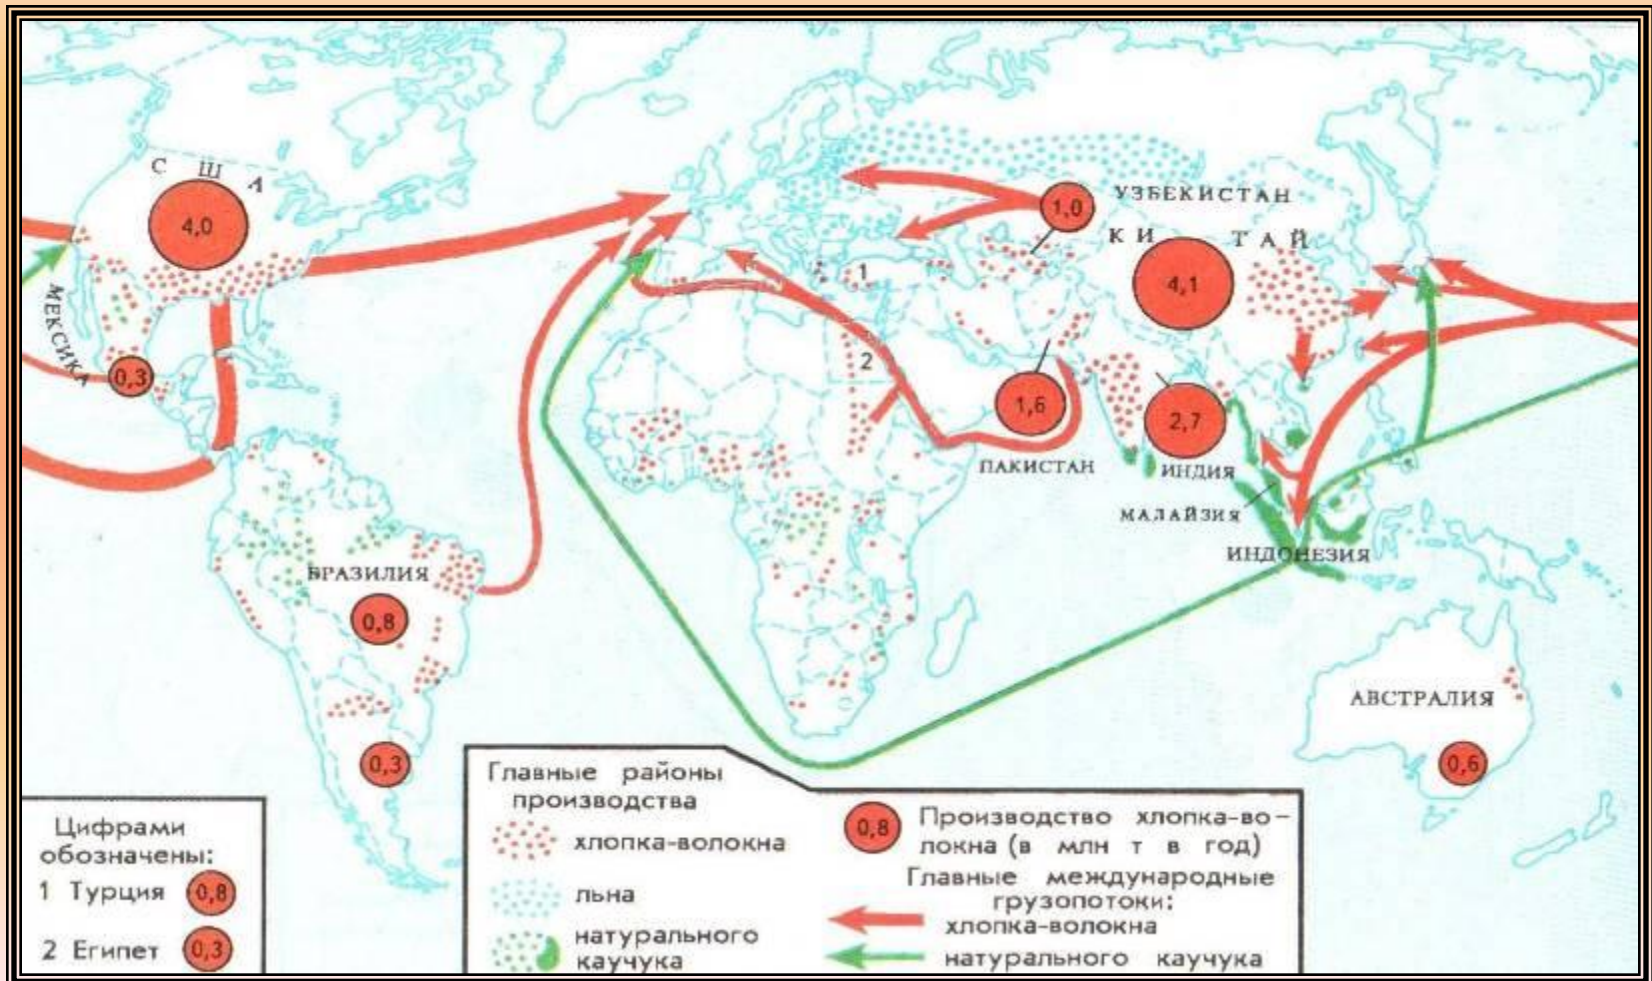 США
4,0
МЕКСИКА
0,3
БРАЗИЛИЯ
0,8
0,3
1,0
УЗБЕКИСТАН
КИТАЙ
4,1
1
2
1,6
ПАКИСТАН
2,7
ИНДИЯ
МАЛАЙЗИЯ
ИНДОНЕЗИЯ
АВСТРАЛИЯ
0,6
Цифрами
обозначены:
1 Турция 0,8
2 Египет 0,3
Главные районы
производства
хлопка-волокна
льна
натурального
каучука
0,8 Производство хлопка-во-
локна (в млн т в год)
Главные международные
грузопотоки:
хлопка-волокна
натурального каучука